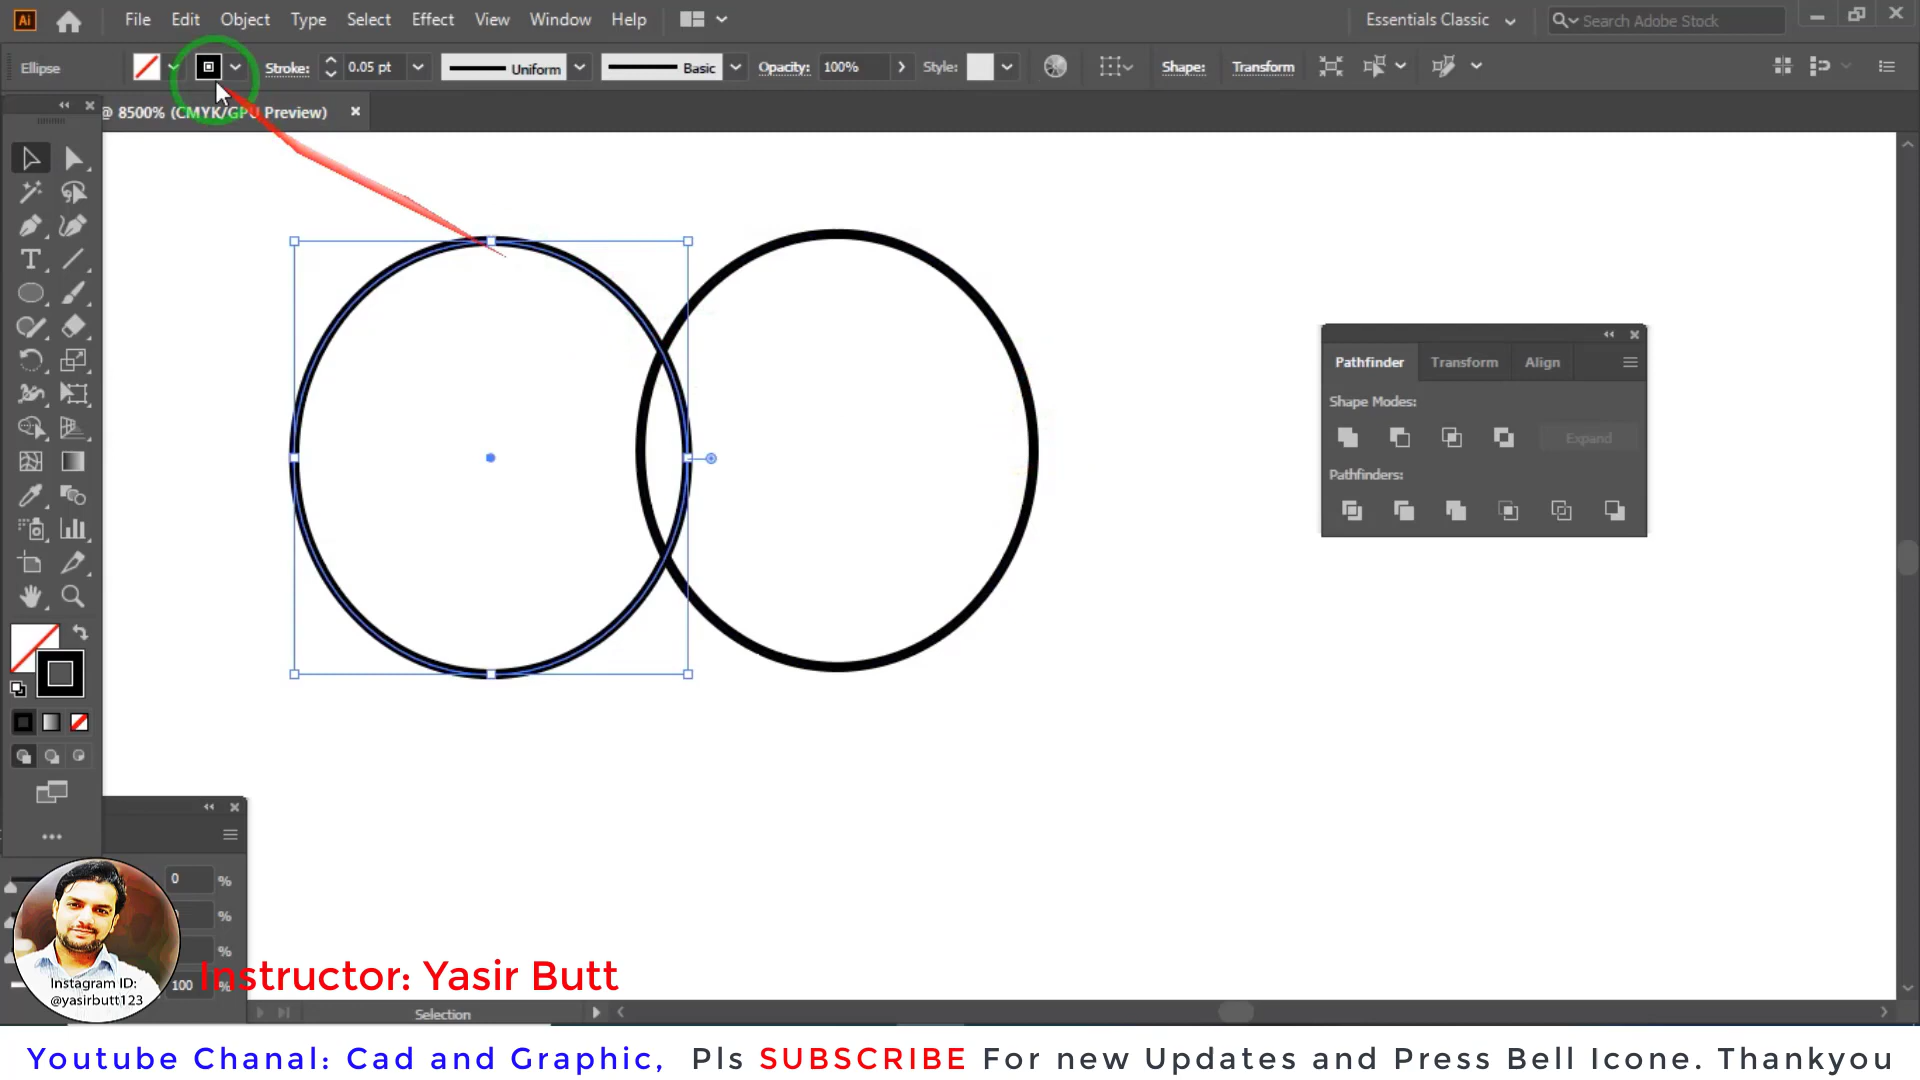 Ai File Edit Object Type Select Effect View Window Help Essentials Classic Search Adobe Stock
Ellipse Stroke: 0.05 pt Uniform Basic Opacity: 100% Style: Shape: Transform
@ 8500% (CMYK/GPU Preview)
Pathfinder Transform Align
Shape Modes:
Expand
Pathfinders:
0 %
%
%
100 %
Instagram ID:
@yasirbutt123
Instructor: Yasir Butt
Selection
Youtube Chanal: Cad and Graphic, Pls SUBSCRIBE For new Updates and Press Bell Icone. Thankyou